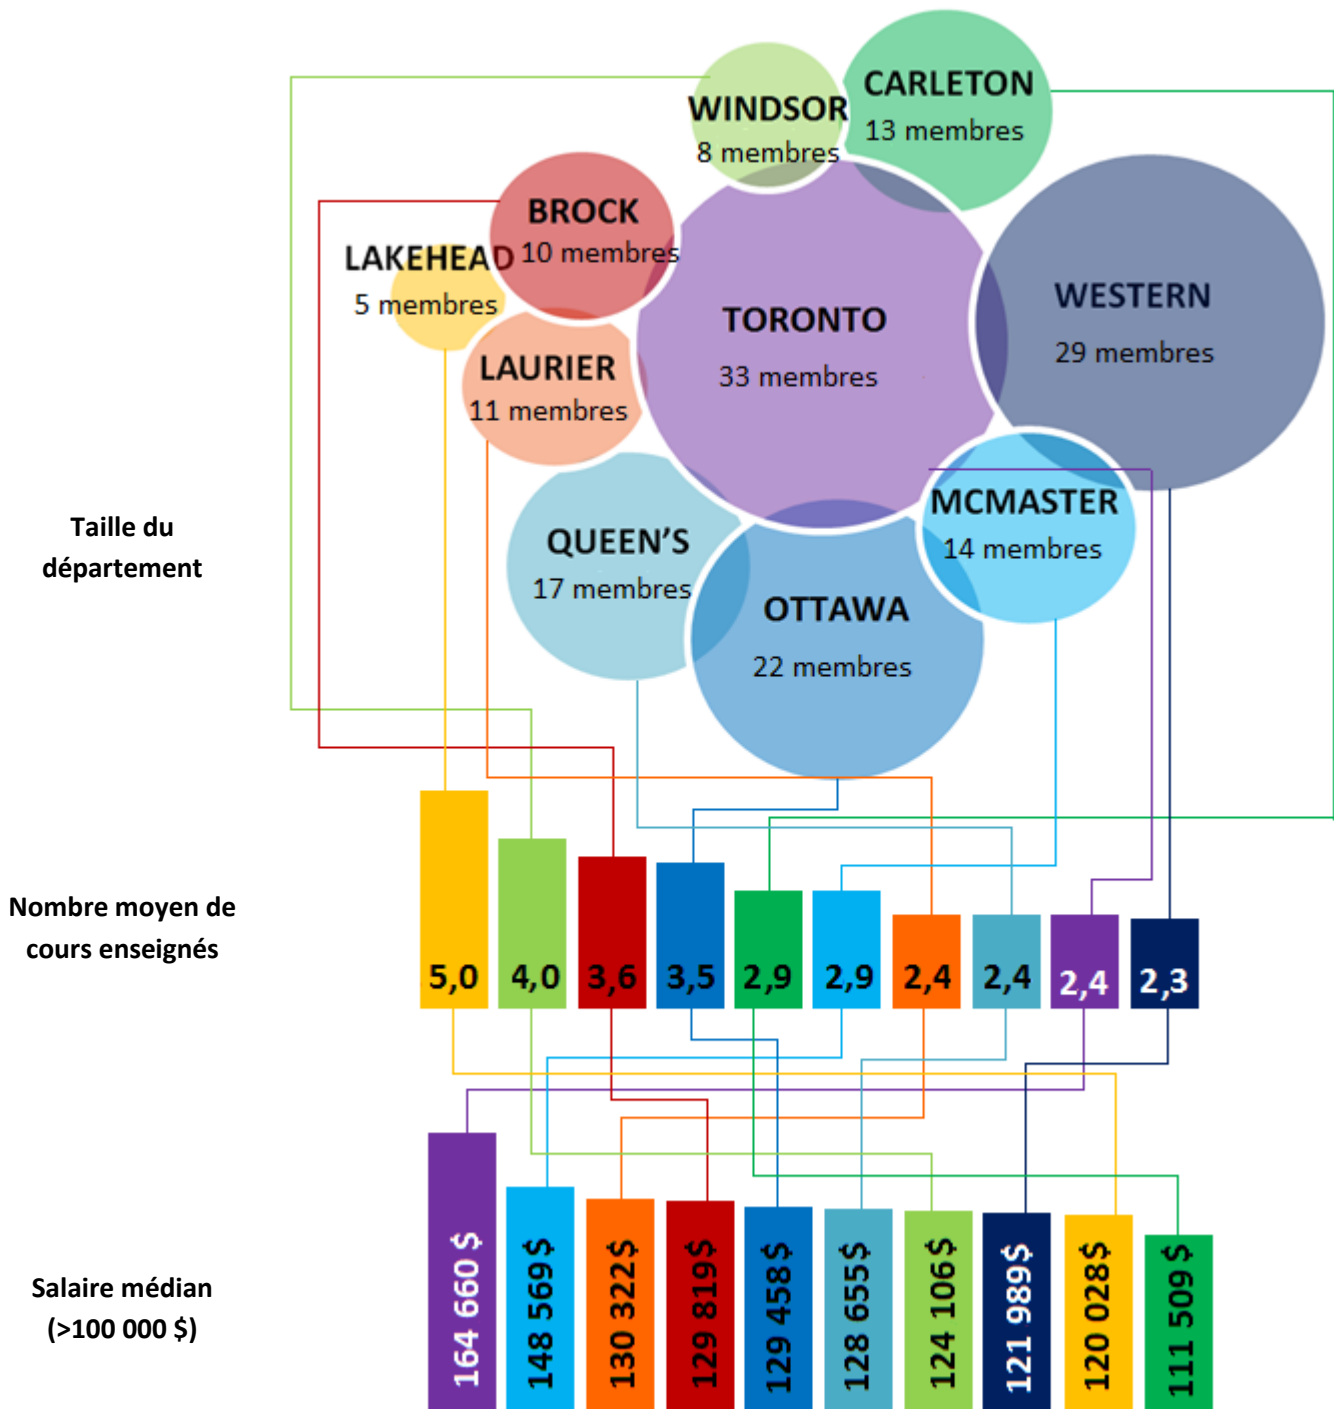 WINDSOR
8 membres
CARLETON
13 membres
BROCK
10 membres
LAKEHEAD
5 membres
WESTERN
29 membres
TORONTO
33 membres
LAURIER
11 membres
MCMASTER
14 membres
QUEEN'S
17 membres
OTTAWA
22 membres
Taille du
département
Nombre moyen de
cours enseignés
5,0 4,0 3,6 3,5 2,9 2,9 2,4 2,4 2,4 2,3
Salaire médian
(>100 000 $)
164 660 $
148 569$
130 322$
129 819$
129 458$
128 655$
124 106$
121 989$
120 028$
111 509 $